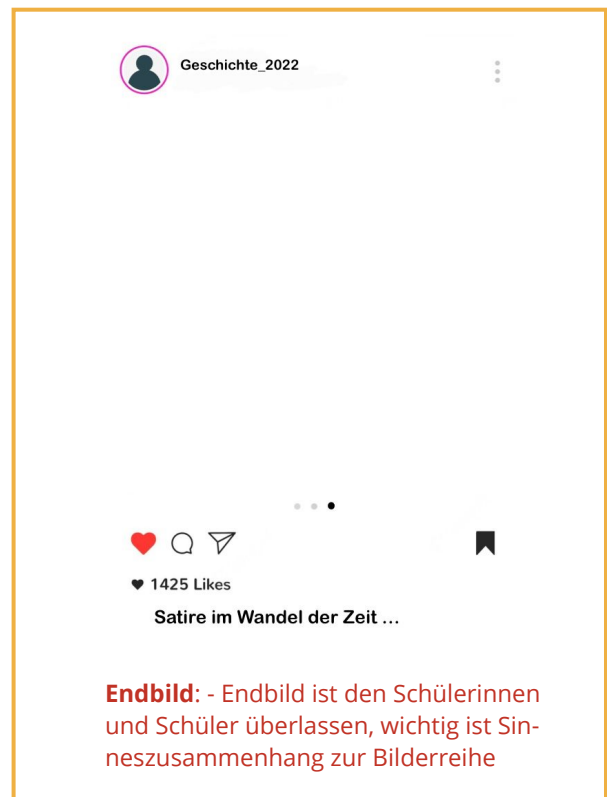 Geschichte_2022
1425 Likes
Satire im Wandel der Zeit ...
Endbild: - Endbild ist den Schülerinnen
und Schüler überlassen, wichtig ist Sin-
neszusammenhang zur Bilderreihe